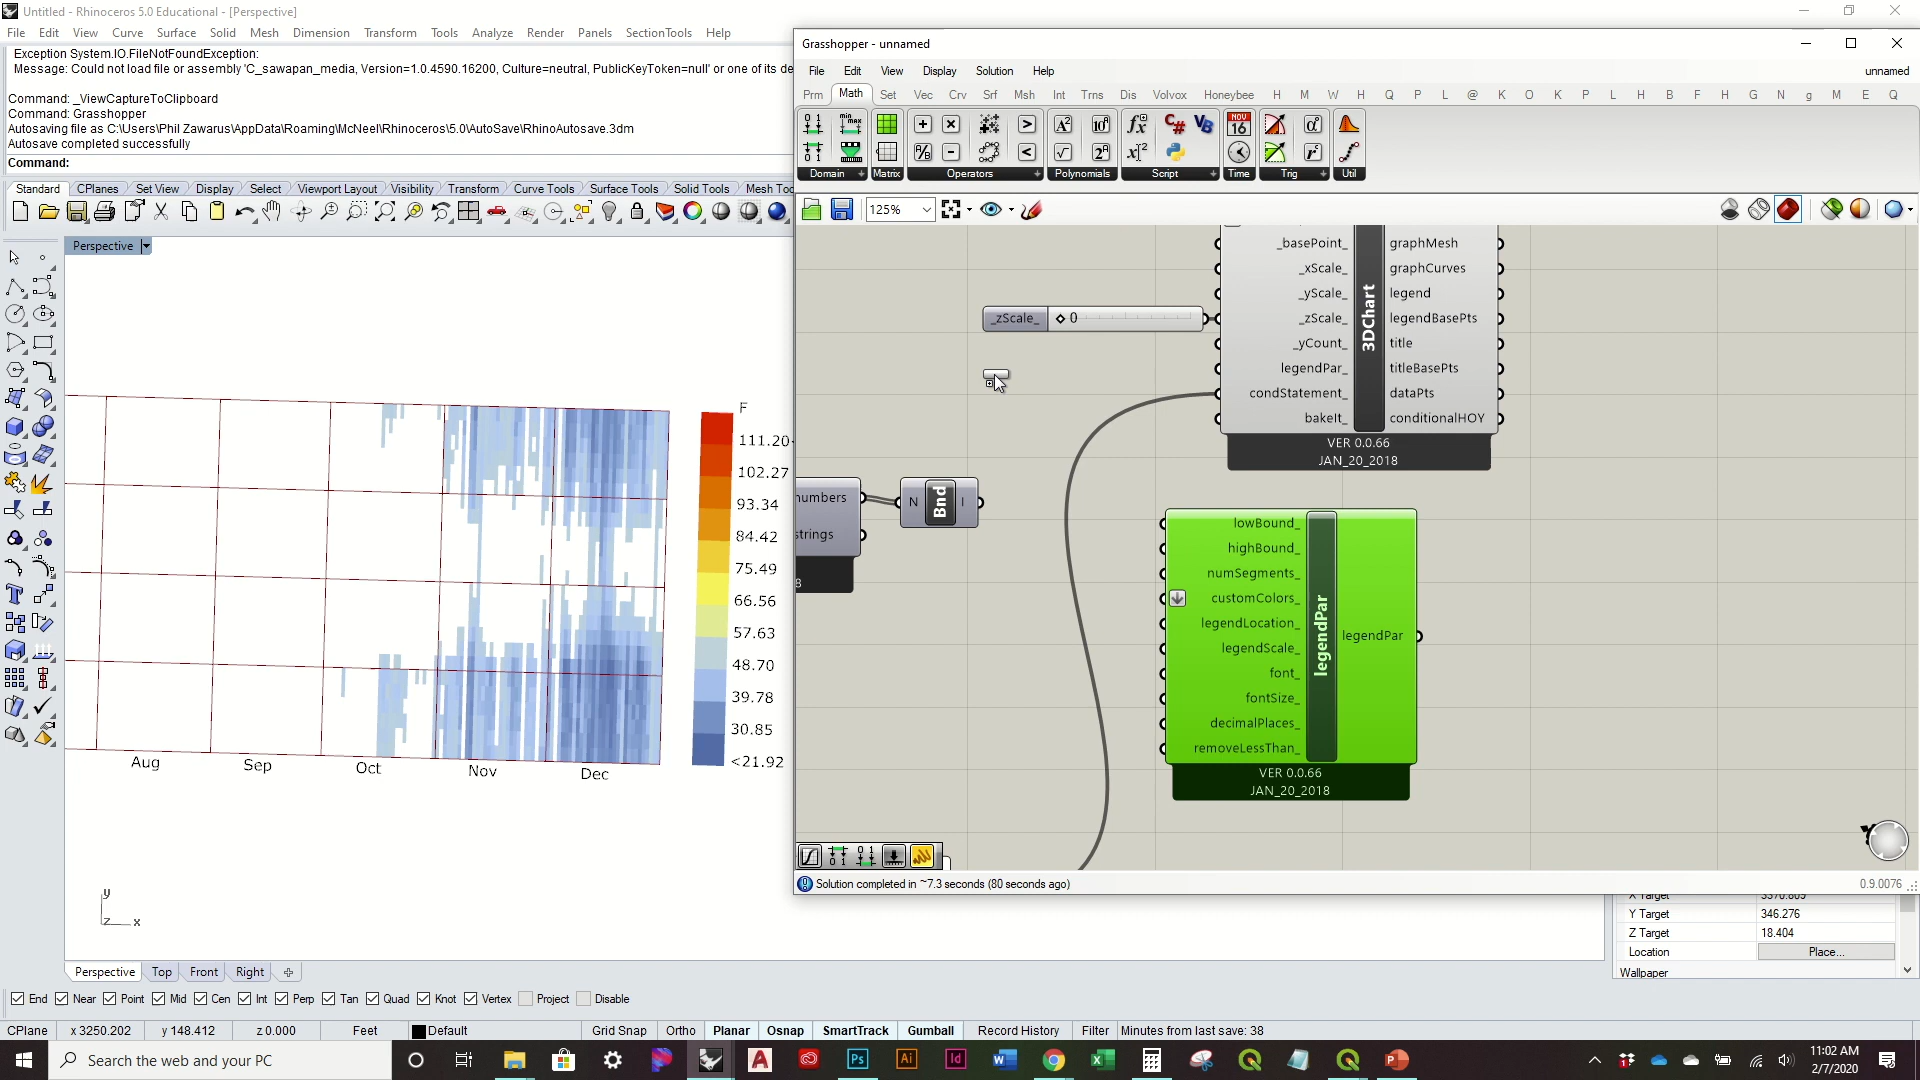 Untitled - Rhinoceros 5.0 Educational - [Perspective]
File Edit View Curve Surface Solid Mesh Dimension Transform Tools Analyze Render Panels SectionTools Help
Exception System.IO.FileNotFoundException:
Message: Could not load file or assembly 'C_sawapan_media, Version=1.0.4590.16200, Culture=neutral, PublicKeyToken=null' or one of its de
Command: _ViewCaptureToClipboard
Command: Grasshopper
Autosaving file as C:\Users\Phil Zawarus\AppData\Roaming\McNeel\Rhinoceros\5.0\AutoSave\RhinoAutosave.3dm
Autosave completed successfully
Command:
Standard CPlanes Set View Display Select Viewport Layout Visibility Transform Curve Tools Surface Tools Solid Tools Mesh Too
Perspective
F
111.20
102.27
93.34
84.42
75.49
66.56
57.63
48.70
39.78
30.85
<21.92
Aug Sep Oct Nov Dec
y
z x
Grasshopper - unnamed
File Edit View Display Solution Help unnamed
Prm Math Set Vec Crv Srf Msh Int Trns Dis Volvox Honeybee H M W H Q P L @ K O K P L H B F H G N g M E Q
Domain Matrix Operators Polynomials Script Time Trig Util
125%
_basePoint_ graphMesh
_xScale_ graphCurves
_yScale_ legend
_zScale_ 0 _zScale_ legendBasePts
_yCount_ title
legendPar_ titleBasePts
condStatement_ dataPts
bakeIt_ conditionalHOY
3DChart
VER 0.0.66
JAN_20_2018
numbers
strings
8
N Bnd I
lowBound_
highBound_
numSegments_
customColors_
legendLocation_
legendScale_
font_
fontSize_
decimalPlaces_
removeLessThan_
legendPar
legendPar
VER 0.0.66
JAN_20_2018
Solution completed in ~7.3 seconds (80 seconds ago) 0.9.0076
X Target 3370.809
Y Target 346.276
Z Target 18.404
Location Place...
Wallpaper
Perspective Top Front Right
End Near Point Mid Cen Int Perp Tan Quad Knot Vertex Project Disable
CPlane x 3250.202 y 148.412 z 0.000 Feet Default Grid Snap Ortho Planar Osnap SmartTrack Gumball Record History Filter Minutes from last save: 38
Search the web and your PC
11:02 AM
2/7/2020